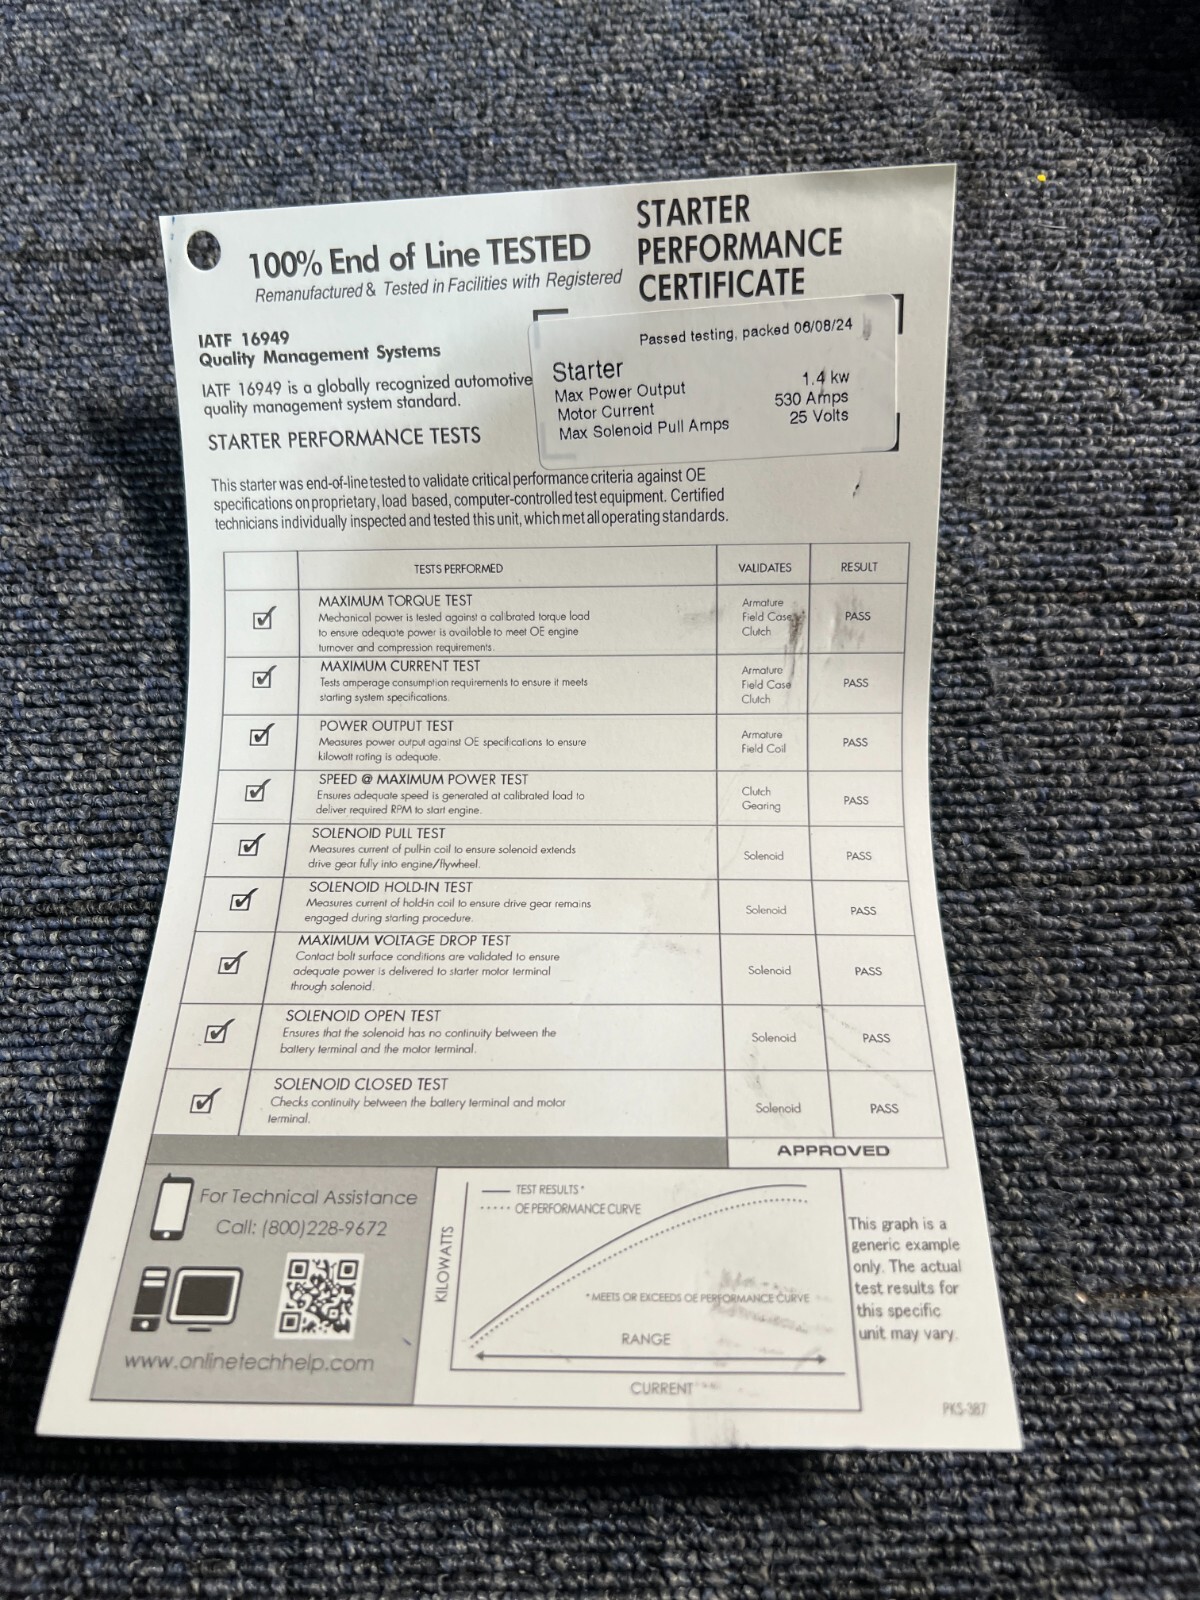 100% End of Line TESTED
Remanufactured & Tested in Facilities with Registered
STARTER
PERFORMANCE
CERTIFICATE
IATF 16949
Quality Management Systems
IATF 16949 is a globally recognized automotive
quality management system standard.
STARTER PERFORMANCE TESTS
Passed testing, packed 06/08/24
Starter
Max Power Output 1.4 kw
Motor Current 530 Amps
Max Solenoid Pull Amps 25 Volts
This starter was end-of-line tested to validate critical performance criteria against OE
specifications on proprietary, load based, computer-controlled test equipment. Certified
technicians individually inspected and tested this unit, which met all operating standards.
TESTS PERFORMED VALIDATES RESULT
MAXIMUM TORQUE TEST
Mechanical power is tested against a calibrated torque load
to ensure adequate power is available to meet OE engine
turnover and compression requirements.
Armature
Field Case
Clutch
PASS
MAXIMUM CURRENT TEST
Tests amperage consumption requirements to ensure it meets
starting system specifications.
Armature
Field Case
Clutch
PASS
POWER OUTPUT TEST
Measures power output against OE specifications to ensure
kilowatt rating is adequate.
Armature
Field Coil
PASS
SPEED @ MAXIMUM POWER TEST
Ensures adequate speed is generated at calibrated load to
deliver required RPM to start engine.
Clutch
Gearing
PASS
SOLENOID PULL TEST
Measures current of pull-in coil to ensure solenoid extends
drive gear fully into engine/flywheel.
Solenoid
PASS
SOLENOID HOLD-IN TEST
Measures current of hold-in coil to ensure drive gear remains
engaged during starting procedure.
Solenoid
PASS
MAXIMUM VOLTAGE DROP TEST
Contact bolt surface conditions are validated to ensure
adequate power is delivered to starter motor terminal
through solenoid.
Solenoid
PASS
SOLENOID OPEN TEST
Ensures that the solenoid has no continuity between the
battery terminal and the motor terminal.
Solenoid
PASS
SOLENOID CLOSED TEST
Checks continuity between the battery terminal and motor
terminal.
Solenoid
PASS
APPROVED
For Technical Assistance
Call: (800)228-9672
www.onlinetechhelp.com
TEST RESULTS*
OE PERFORMANCE CURVE
KILOWATTS
*MEETS OR EXCEEDS OE PERFORMANCE CURVE
RANGE
CURRENT
This graph is a
generic example
only. The actual
test results for
this specific
unit may vary.
PKS-387